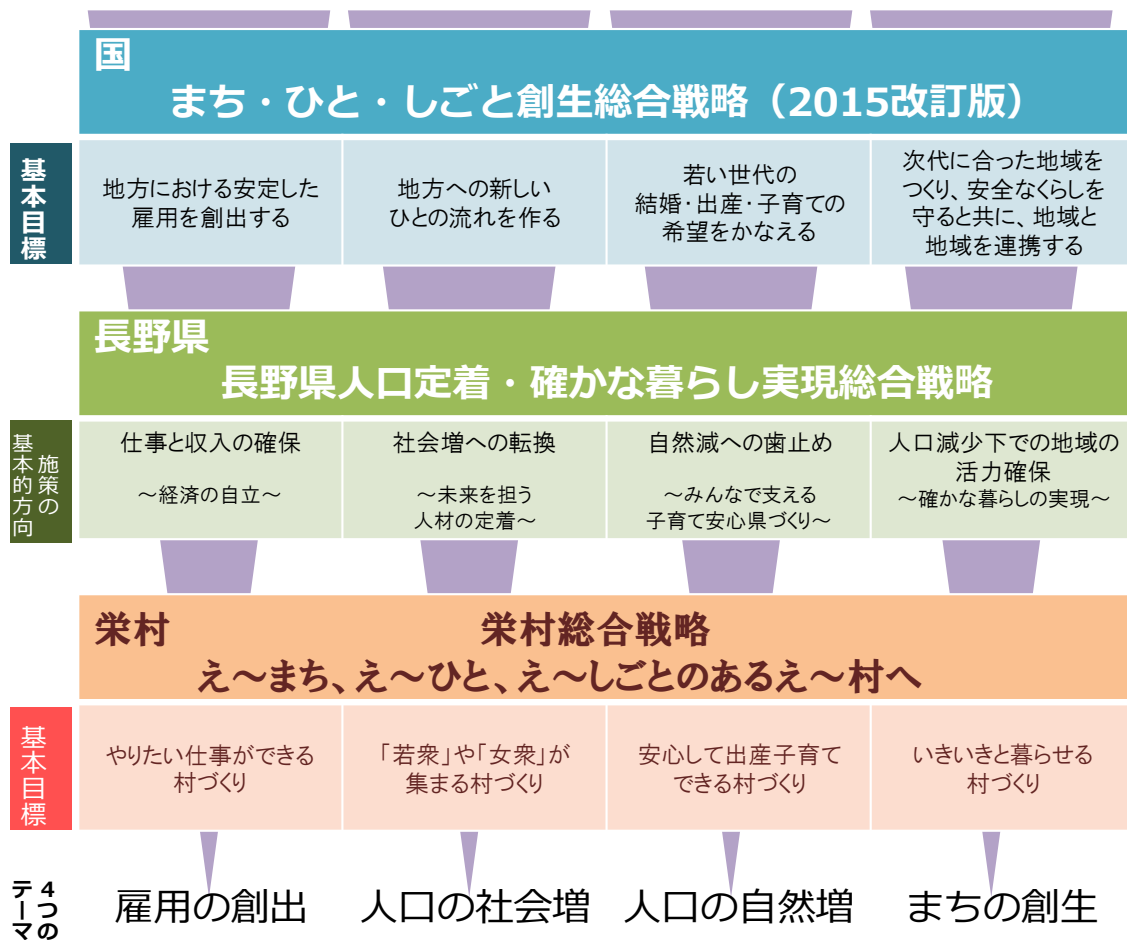 国
まち・ひと・しごと創生総合戦略（2015改訂版）
基本目標
地方における安定した
雇用を創出する
地方への新しい
ひとの流れを作る
若い世代の
結婚・出産・子育ての
希望をかなえる
次代に合った地域を
つくり、安全なくらしを
守ると共に、地域と
地域を連携する
長野県
長野県人口定着・確かな暮らし実現総合戦略
施策の
基本的方向
仕事と収入の確保
～経済の自立～
社会増への転換
～未来を担う
人材の定着～
自然減への歯止め
～みんなで支える
子育て安心県づくり～
人口減少下での地域の
活力確保
～確かな暮らしの実現～
栄村
栄村総合戦略
え～まち、え～ひと、え～しごとのあるえ～村へ
基本目標
やりたい仕事ができる
村づくり
「若衆」や「女衆」が
集まる村づくり
安心して出産子育て
できる村づくり
いきいきと暮らせる
村づくり
4つの
テーマ
雇用の創出
人口の社会増
人口の自然増
まちの創生